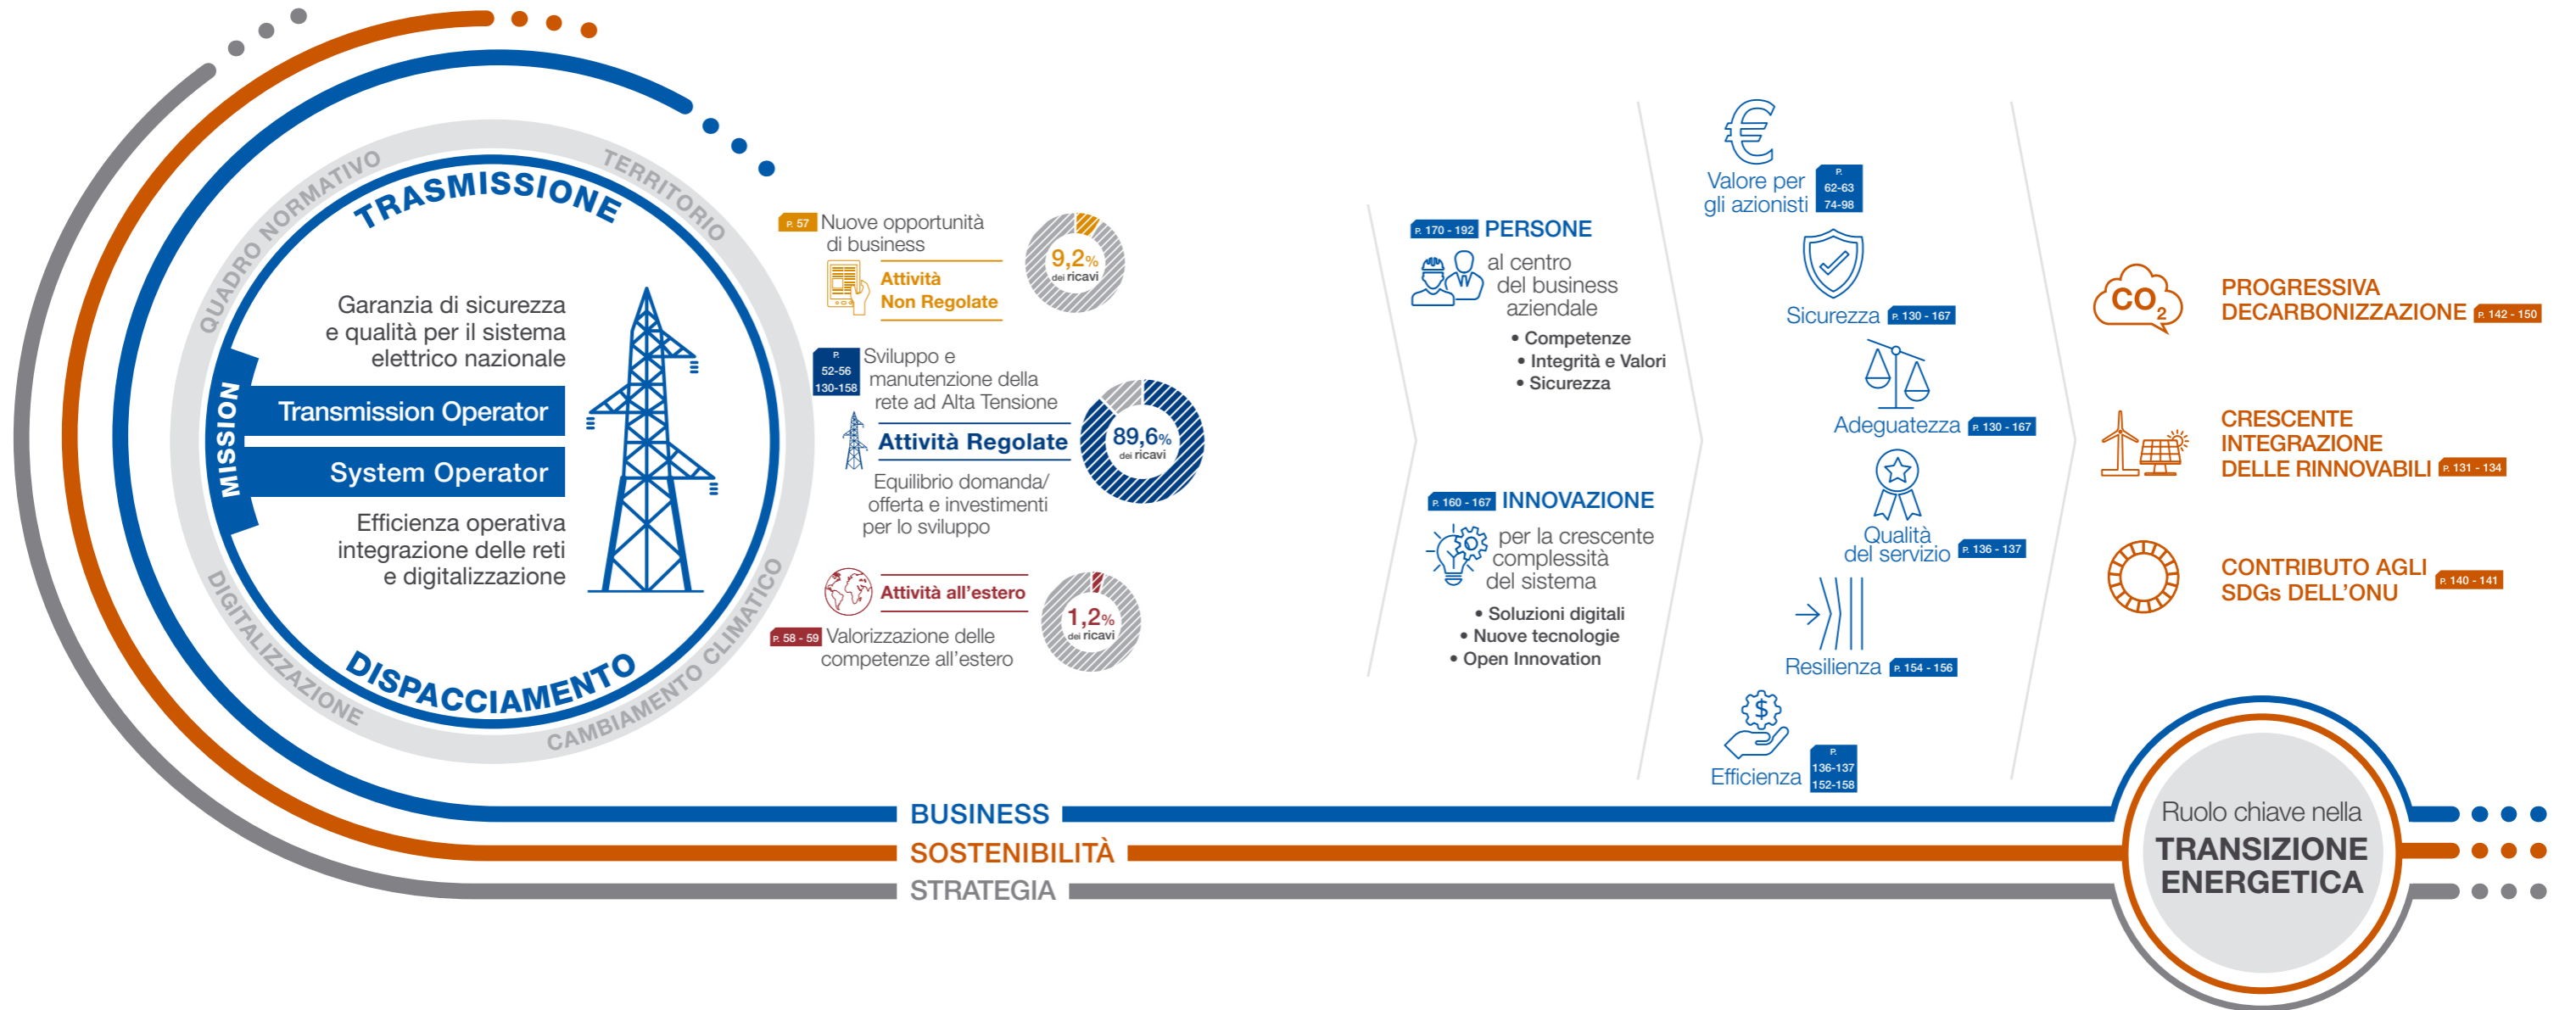 QUADRO NORMATIVO
TERRITORIO
DIGITALIZZAZIONE
CAMBIAMENTO CLIMATICO
TRASMISSIONE
Garanzia di sicurezza
e qualità per il sistema
elettrico nazionale
MISSION
Transmission Operator
System Operator
Efficienza operativa
integrazione delle reti
e digitalizzazione
DISPACCIAMENTO
P. 57
Nuove opportunità
di business
Attività
Non Regolate
9,2%
dei ricavi
P.
52-56
130-158
Sviluppo e
manutenzione della
rete ad Alta Tensione
Attività Regolate
89,6%
dei ricavi
Equilibrio domanda/
offerta e investimenti
per lo sviluppo
Attività all'estero
1,2%
dei ricavi
P. 58 - 59
Valorizzazione delle
competenze all'estero
P. 170 - 192 PERSONE
al centro
del business
aziendale
• Competenze
• Integrità e Valori
• Sicurezza
P. 160 - 167 INNOVAZIONE
per la crescente
complessità
del sistema
• Soluzioni digitali
• Nuove tecnologie
• Open Innovation
€
Valore per
gli azionisti
P.
62-63
74-98
Sicurezza P. 130 - 167
Adeguatezza P. 130 - 167
Qualità
del servizio P. 136 - 137
Resilienza P. 154 - 156
$
Efficienza
P.
136-137
152-158
CO2
PROGRESSIVA
DECARBONIZZAZIONE P. 142 - 150
CRESCENTE
INTEGRAZIONE
DELLE RINNOVABILI P. 131 - 134
CONTRIBUTO AGLI
SDGs DELL'ONU
P. 140 - 141
BUSINESS
SOSTENIBILITÀ
STRATEGIA
Ruolo chiave nella
TRANSIZIONE
ENERGETICA